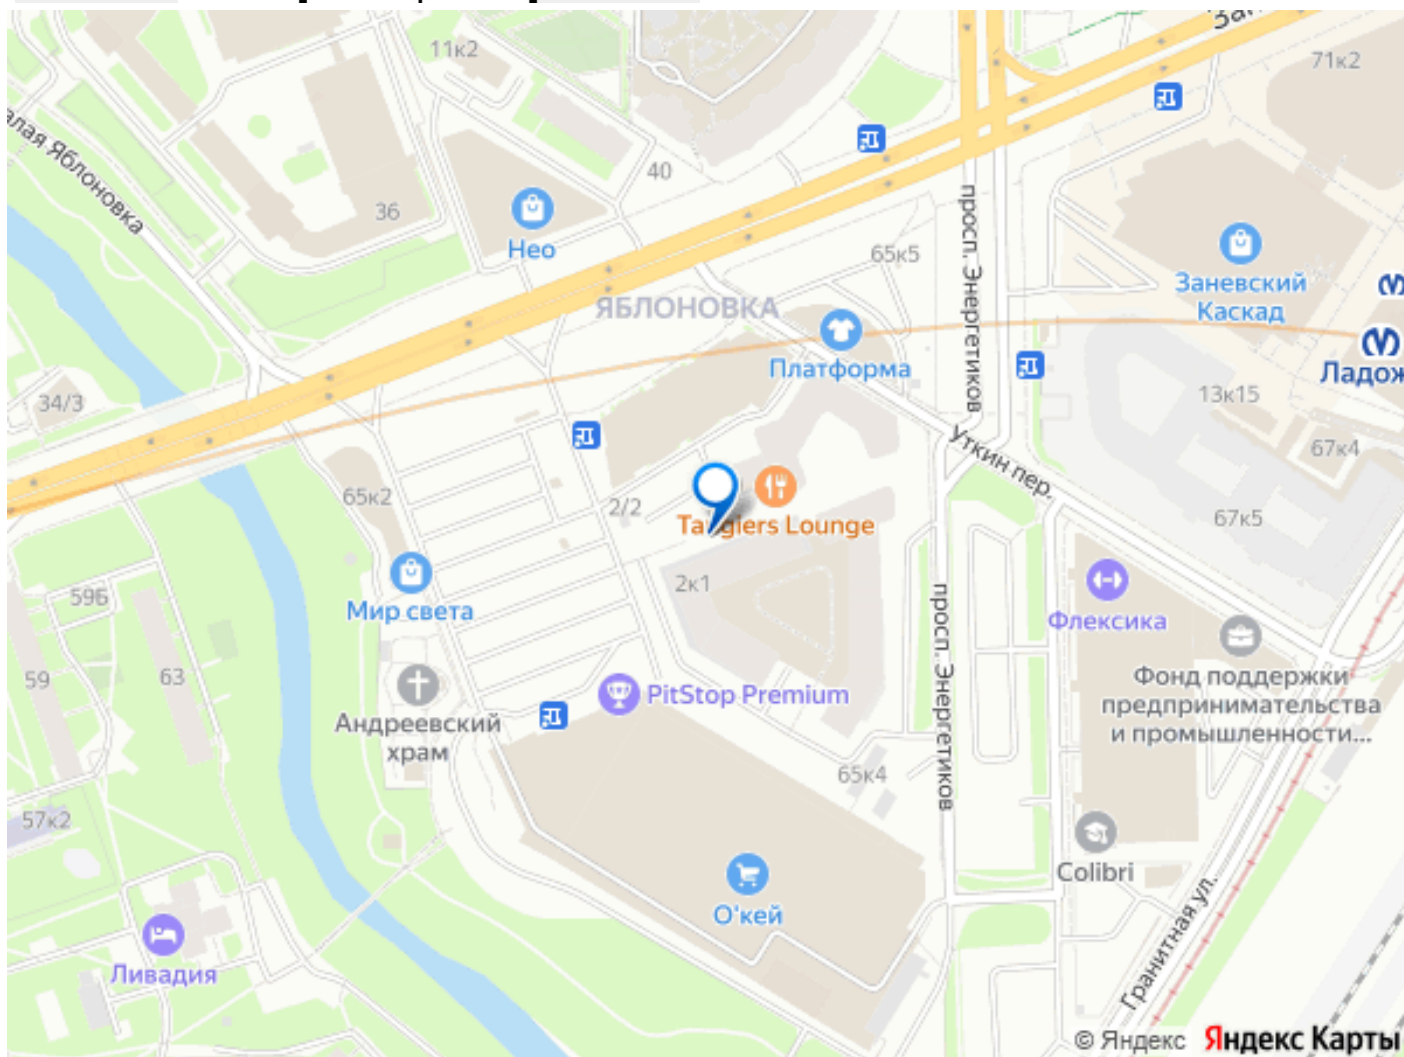 11к2
71к2
алая Яблоновка
40
36
Нео
просп. Энергетиков
65к5
Заневский
Каскад
ЯБЛОНОВКА
Платформа
34/3
13к15
Уткин пер.
67к4
65к2
2/2
Tangiers Lounge
67к5
2к1
Мир света
59Б
Флексика
просп. Энергетиков
59
63
Андреевский
храм
PitStop Premium
Фонд поддержки
предпринимательства
и промышленности...
65к4
57к2
Colibri
О'кей
Гранитная ул.
Ливадия
© Яндекс Яндекс Карты